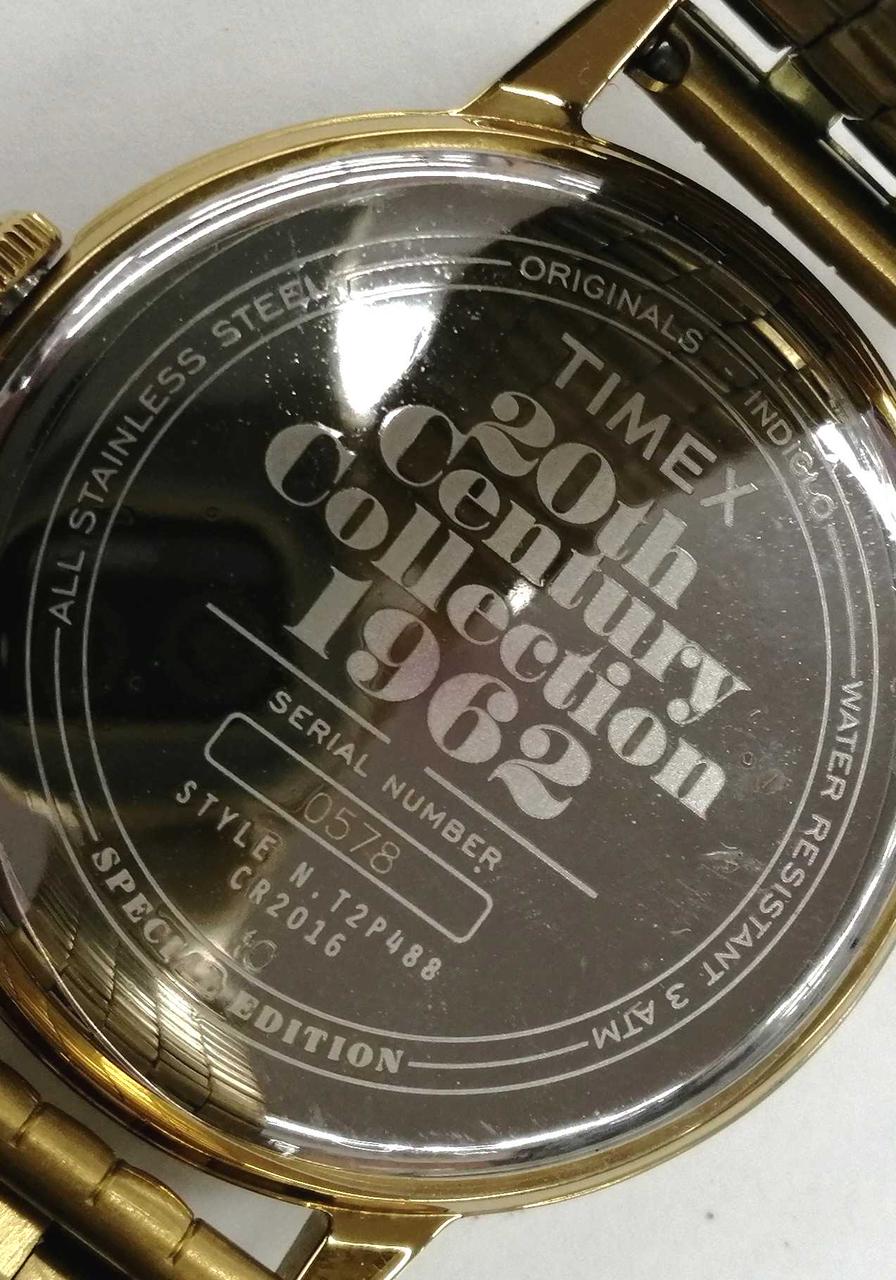 TIMEX
20th
Century
Collection
1962
SERIAL NUMBER
0578
STYLE N. T2P488
CR2016
ALL STAINLESS STEEL
ORIGINALS
INDIGLO
WATER RESISTANT 3 ATM
SPECIAL EDITION